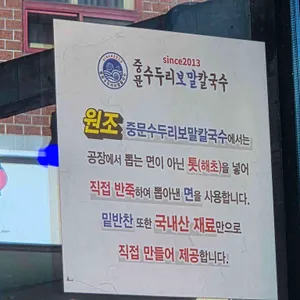 since2013
중문수두리보말칼국수
원조 중문수두리보말칼국수에서는
공장에서 뽑는 면이 아닌 톳(해초)을 넣어
직접 반죽하여 뽑아낸 면을 사용합니다.
밑반찬 또한 국내산 재료만으로
직접 만들어 제공합니다.